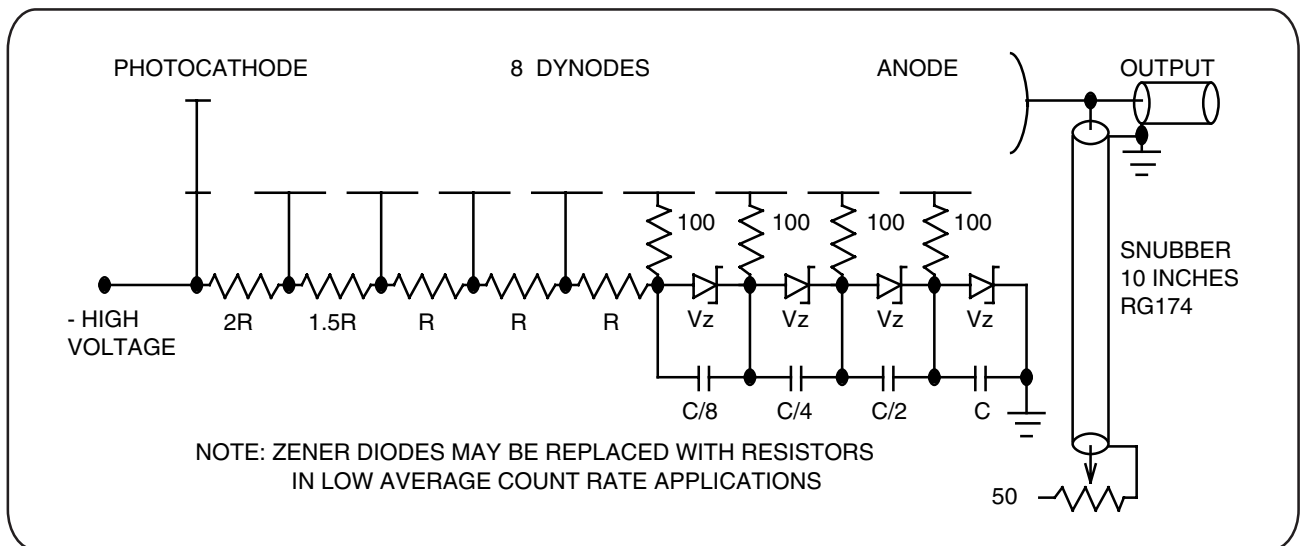 PHOTOCATHODE
8 DYNODES
ANODE
OUTPUT
100
100
100
100
- HIGH
VOLTAGE
2R
1.5R
R
R
R
Vz
Vz
Vz
Vz
SNUBBER
10 INCHES
RG174
C/8
C/4
C/2
C
NOTE: ZENER DIODES MAY BE REPLACED WITH RESISTORS
IN LOW AVERAGE COUNT RATE APPLICATIONS
50